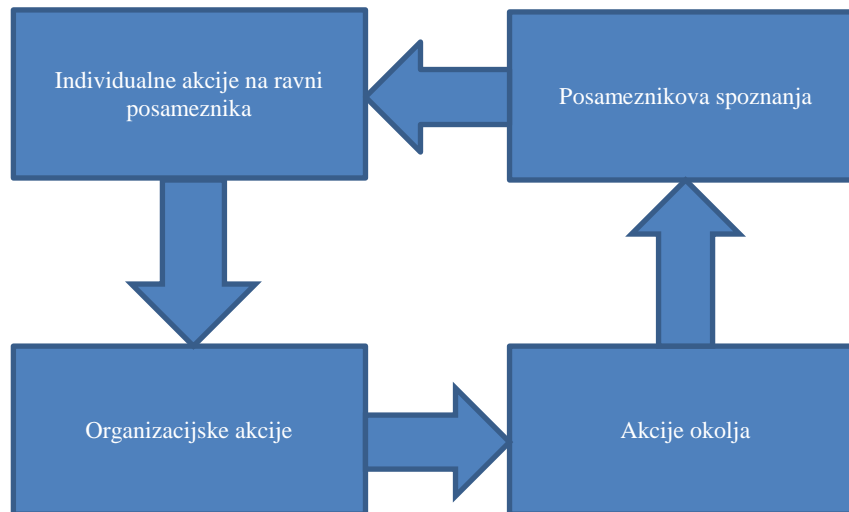 Individualne akcije na ravni
posameznika
Posameznikova spoznanja
Organizacijske akcije
Akcije okolja